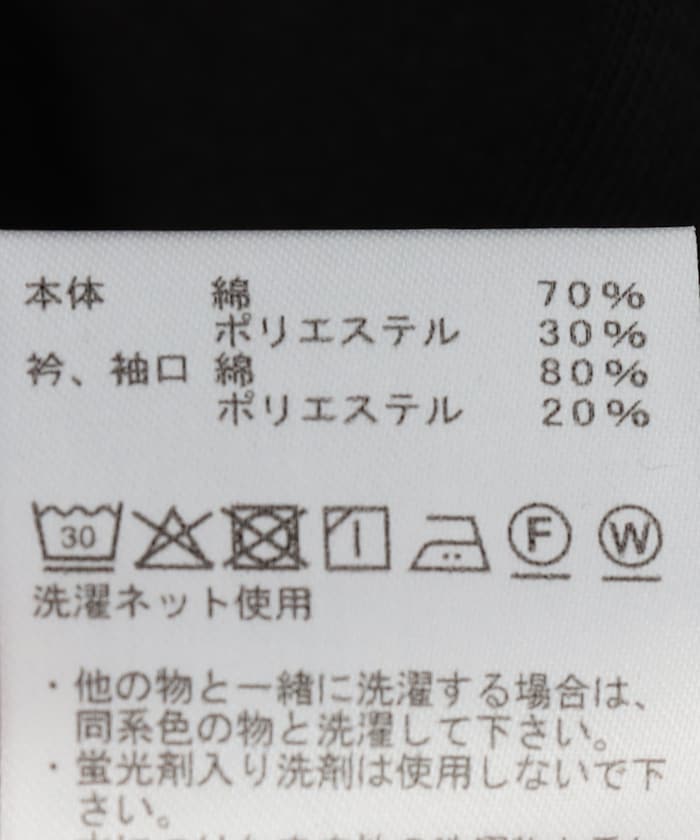 本体 綿 70%
ポリエステル 30%
衿、袖口 綿 80%
ポリエステル 20%
30 F W
洗濯ネット使用
・他の物と一緒に洗濯する場合は、
同系色の物と洗濯して下さい。
・蛍光剤入り洗剤は使用しないで下
さい。